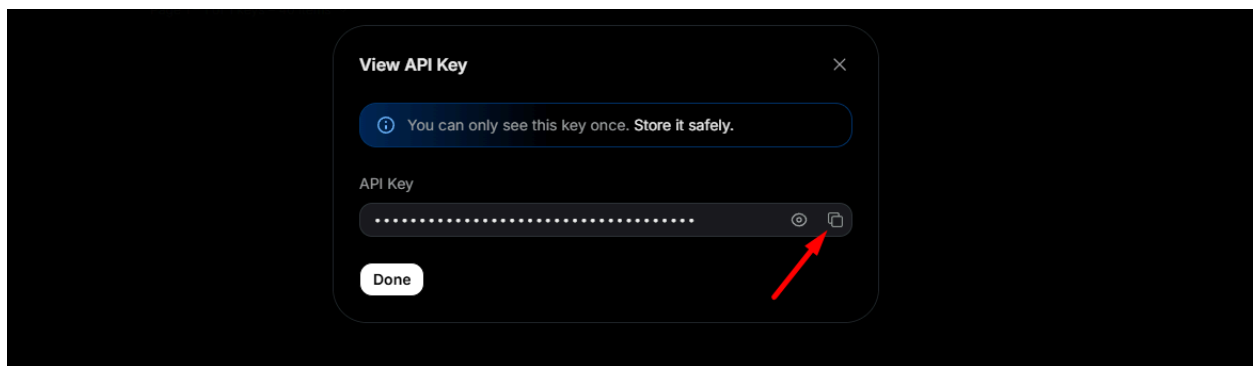 View API Key
You can only see this key once. Store it safely.
API Key
••••••••••••••••••••••••••••••••••••
Done